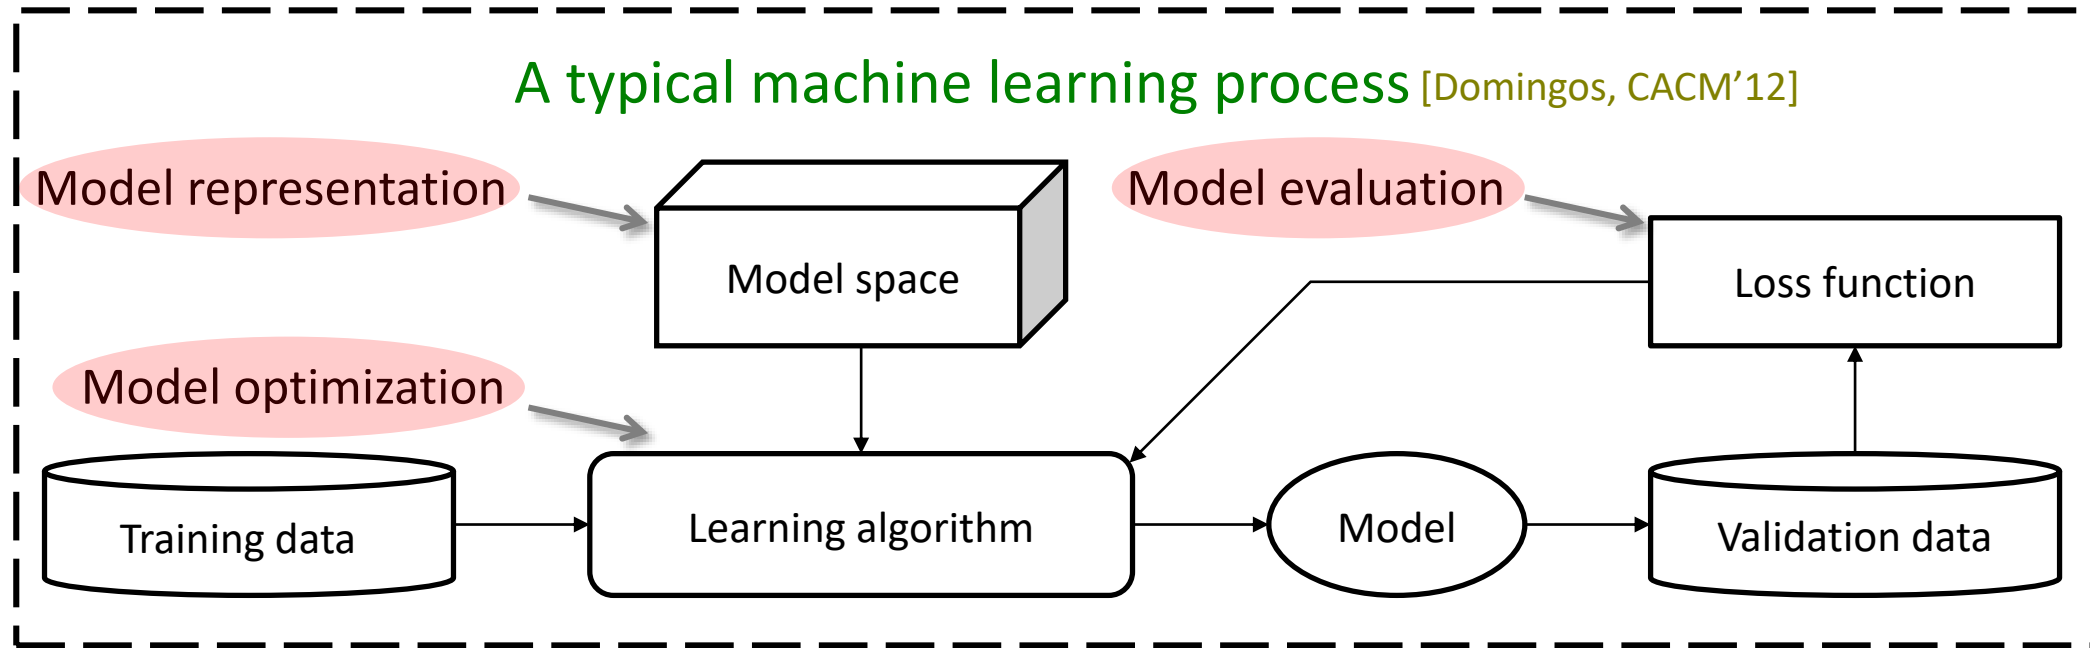 A typical machine learning process [Domingos, CACM’12]
Model representation
Model evaluation
Model space
Loss function
Model optimization
Training data
Learning algorithm
Model
Validation data